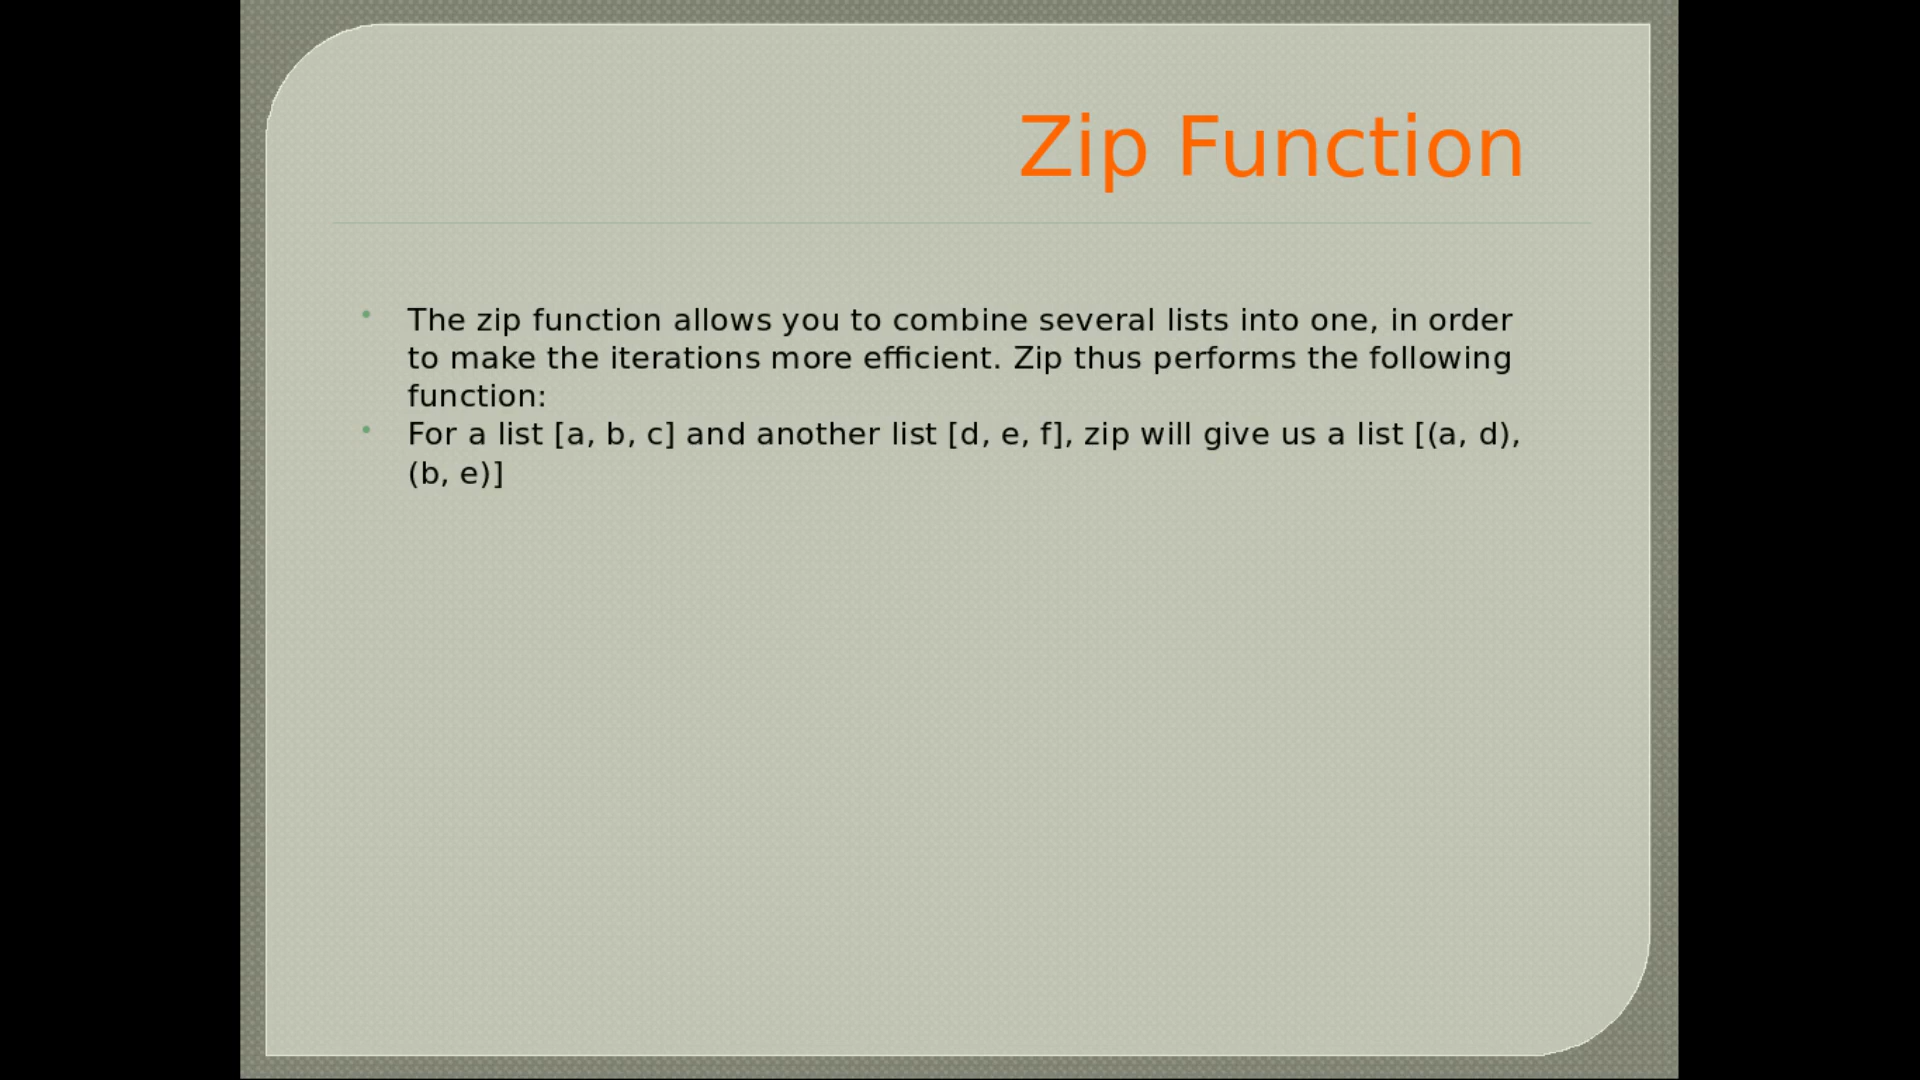 Zip Function
The zip function allows you to combine several lists into one, in order
to make the iterations more efficient. Zip thus performs the following
function:
For a list [a, b, c] and another list [d, e, f], zip will give us a list [(a, d),
(b, e)]